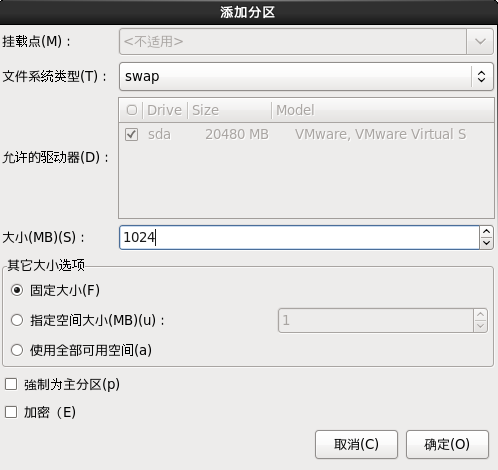 添加分区
挂载点(M)： <不适用>
文件系统类型(T)： swap
Drive Size Model
sda 20480 MB VMware, VMware Virtual S
允许的驱动器(D)：
大小(MB)(S)： 1024
其它大小选项
固定大小(F)
指定空间大小(MB)(u)： 1
使用全部可用空间(a)
強制为主分区(p)
加密（E)
取消(C) 确定(O)